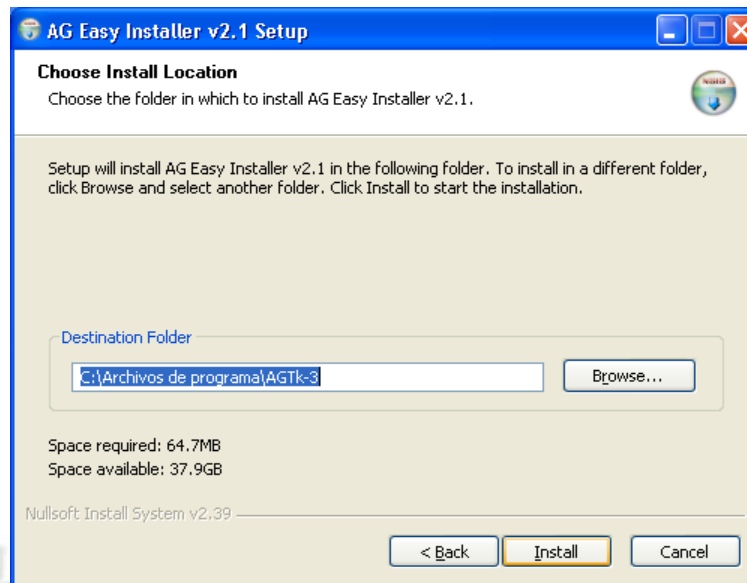 AG Easy Installer v2.1 Setup
Choose Install Location
Choose the folder in which to install AG Easy Installer v2.1.
Setup will install AG Easy Installer v2.1 in the following folder. To install in a different folder,
click Browse and select another folder. Click Install to start the installation.
Destination Folder
C:\Archivos de programa\AGTk-3
Browse...
Space required: 64.7MB
Space available: 37.9GB
Nullsoft Install System v2.39
< Back
Install
Cancel